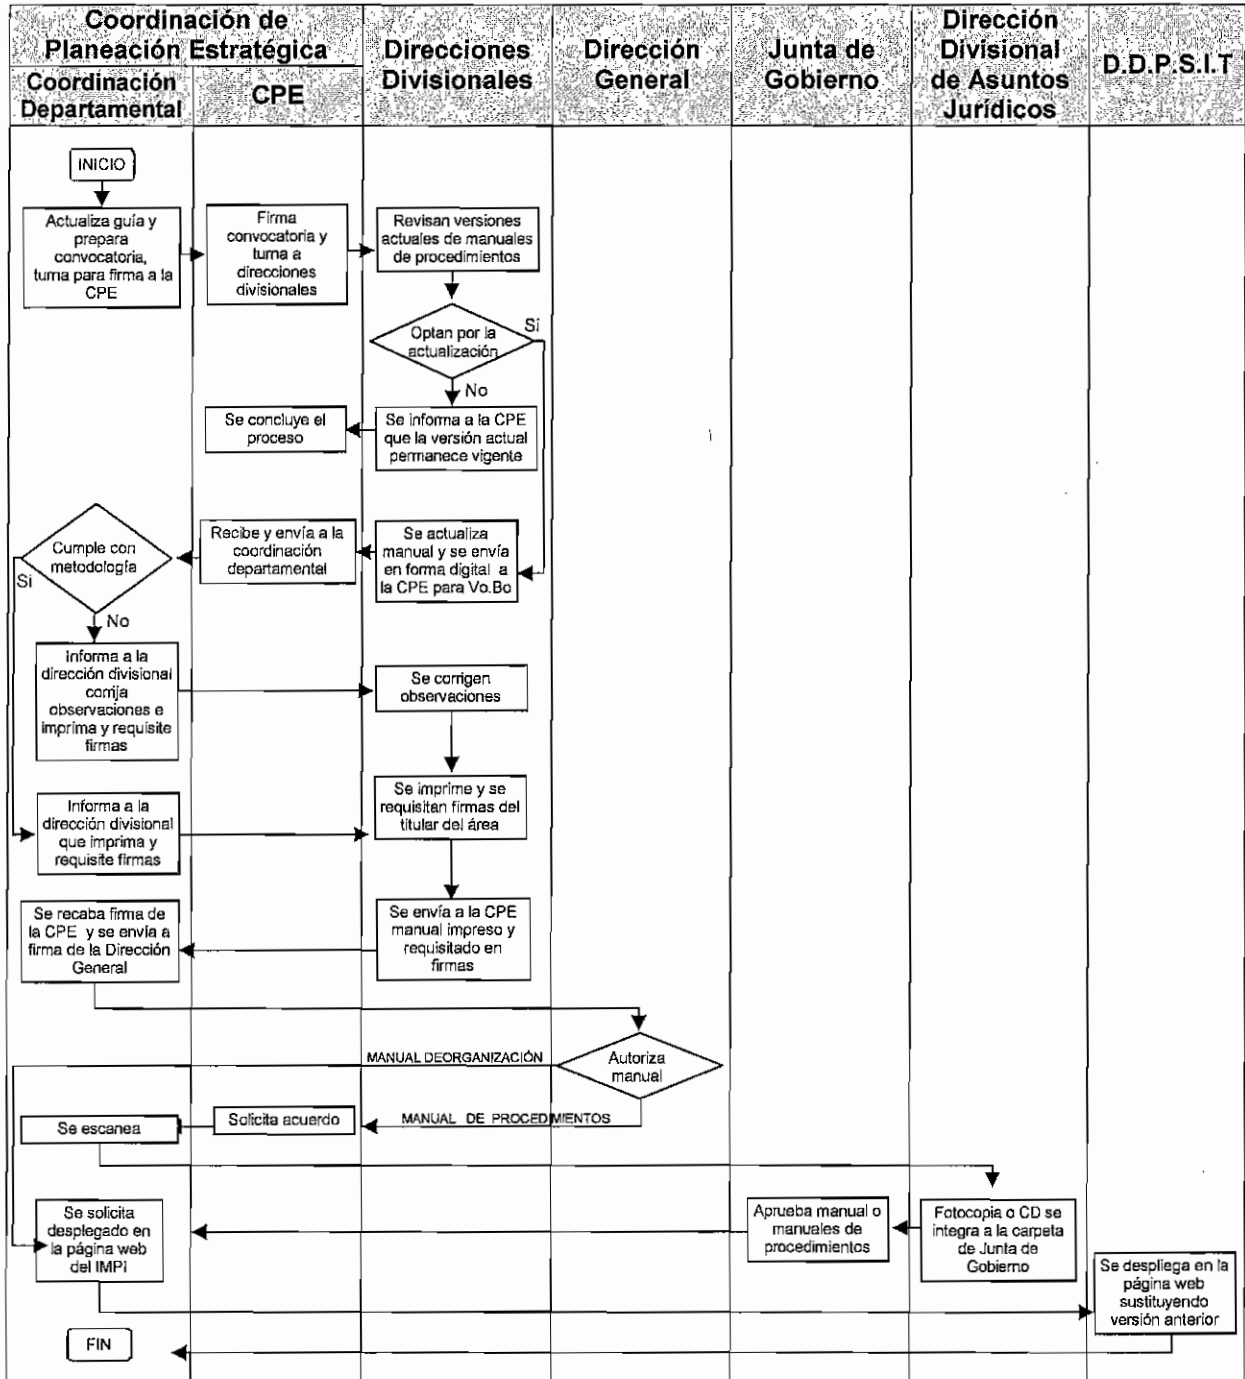 Coordinación de
Planeación Estratégica
Coordinación
Departamental
CPE
Direcciones
Divisionales
Dirección
General
Junta de
Gobierno
Dirección
Divisional
de Asuntos
Jurídicos
D.D.P.S.I.T
INICIO
Actualiza guía y
prepara
convocatoria,
turna para firma a la
CPE
Firma
convocatoria y
turna a
direcciones
divisionales
Revisan versiones
actuales de manuales
de procedimientos
Optan por la
actualización
Si
No
Se informa a la CPE
que la versión actual
permanece vigente
Se concluye el
proceso
Se actualiza
manual y se envía
en forma digital a
la CPE para Vo.Bo
Recibe y envía a la
coordinación
departamental
Cumple con
metodología
Si
No
Informa a la
dirección divisional
corrija
observaciones e
imprima y requisite
firmas
Se corrigen
observaciones
Informa a la
dirección divisional
que imprima y
requisite firmas
Se imprime y se
requisitan firmas del
titular del área
Se envía a la CPE
manual impreso y
requisitado en
firmas
Se recaba firma de
la CPE y se envía a
firma de la Dirección
General
Autoriza
manual
MANUAL DEORGANIZACIÓN
MANUAL DE PROCEDIMIENTOS
Solicita acuerdo
Se escanea
Fotocopia o CD se
integra a la carpeta
de Junta de
Gobierno
Aprueba manual o
manuales de
procedimientos
Se solicita
desplegado en
la página web
del IMPI
Se despliega en la
página web
sustituyendo
versión anterior
FIN